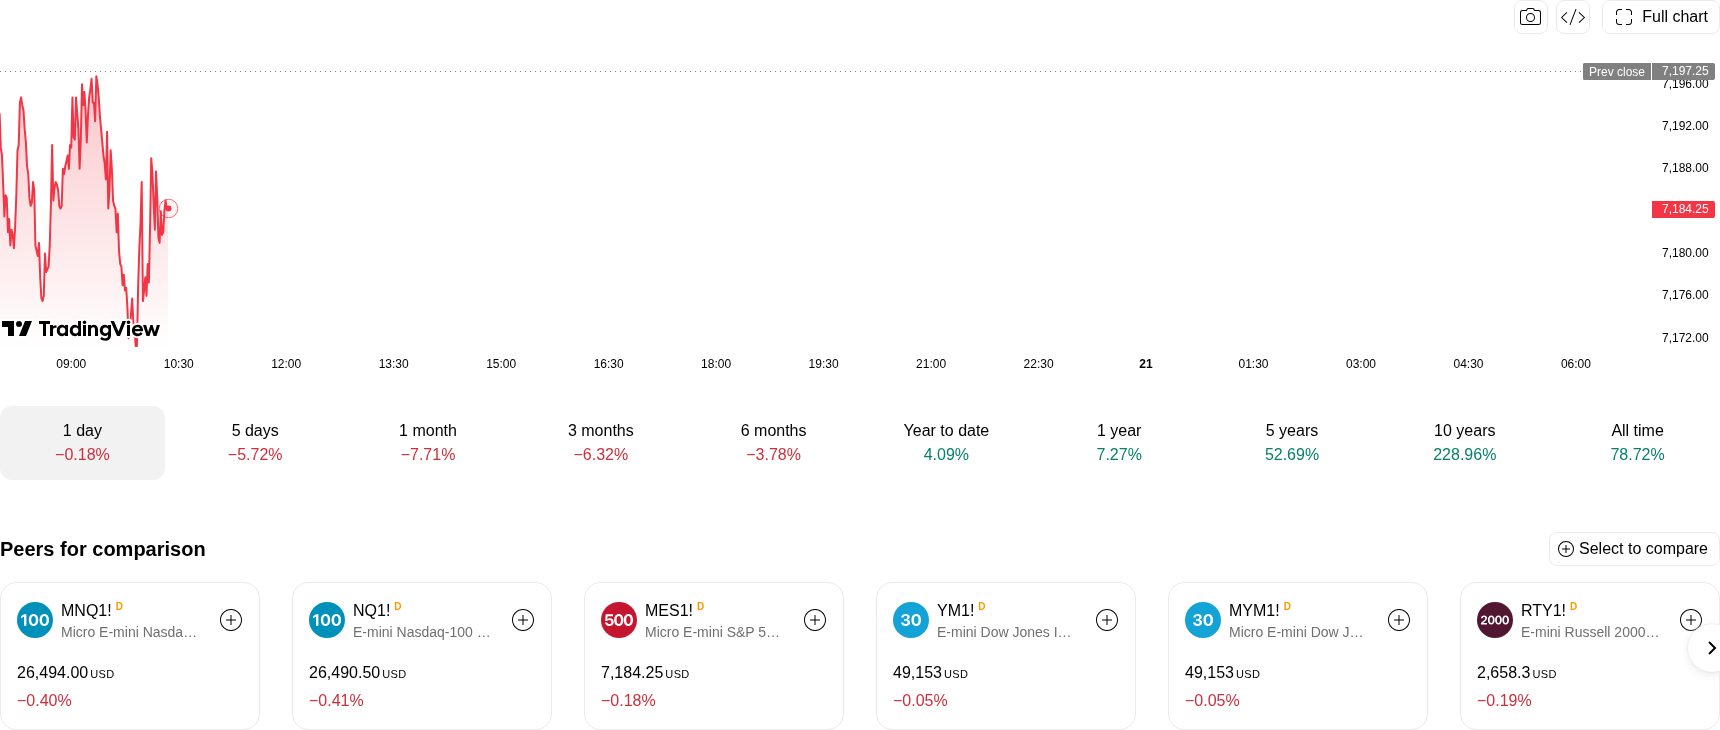 Full chart
Prev close 7,197.25
7,196.00
7,192.00
7,188.00
7,184.25
7,180.00
7,176.00
7,172.00
TradingView
09:00 10:30 12:00 13:30 15:00 16:30 18:00 19:30 21:00 22:30 21 01:30 03:00 04:30 06:00
1 day 5 days 1 month 3 months 6 months Year to date 1 year 5 years 10 years All time
−0.18% −5.72% −7.71% −6.32% −3.78% 4.09% 7.27% 52.69% 228.96% 78.72%
Peers for comparison
Select to compare
100 MNQ1! D
Micro E-mini Nasda…
26,494.00 USD
−0.40%
100 NQ1! D
E-mini Nasdaq-100 …
26,490.50 USD
−0.41%
500 MES1! D
Micro E-mini S&P 5…
7,184.25 USD
−0.18%
30 YM1! D
E-mini Dow Jones I…
49,153 USD
−0.05%
30 MYM1! D
Micro E-mini Dow J…
49,153 USD
−0.05%
2000 RTY1! D
E-mini Russell 2000…
2,658.3 USD
−0.19%